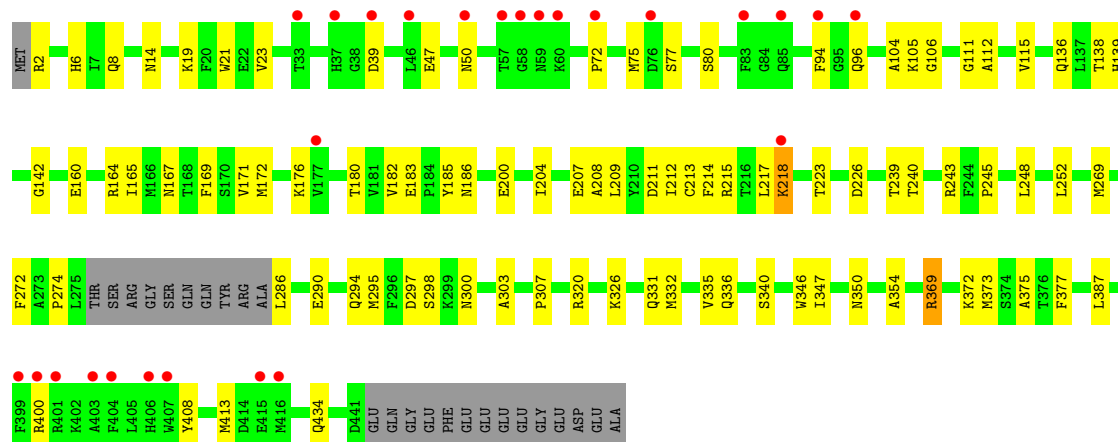 MET R2 H6 I7 Q8 N14 K19 F20 W21 E22 V23 T33 H37 G38 D39 L46 E47 N50 T57 G58 N59 K60 P72 M75 D76 S77 S80 F83 G84 Q85 F94 G95 Q96 A104 K105 G106 G111 A112 V115 Q136 L137 T138 H139
G142 E160 R164 I165 M166 N167 T168 F169 S170 V171 M172 K176 V177 T180 V181 V182 E183 P184 Y185 N186 E200 I204 E207 A208 L209 Y210 D211 I212 C213 F214 R215 T216 L217 K218 T223 D226 T239 T240 R243 F244 P245 L248 L252 M269
F272 A273 P274 L275 THR SER ARG GLY SER GLN GLN TYR ARG ALA L286 E290 Q294 M295 F296 D297 S298 K299 N300 A303 P307 R320 K326 Q331 M332 V335 Q336 S340 W346 I347 N350 A354 R369 K372 M373 S374 A375 T376 F377 L387
F399 R400 R401 K402 A403 F404 L405 H406 W407 Y408 M413 D414 E415 M416 Q434 D441 GLU GLN GLY GLU GLU PHE GLU GLU GLU GLU GLY GLU ASP GLU ALA